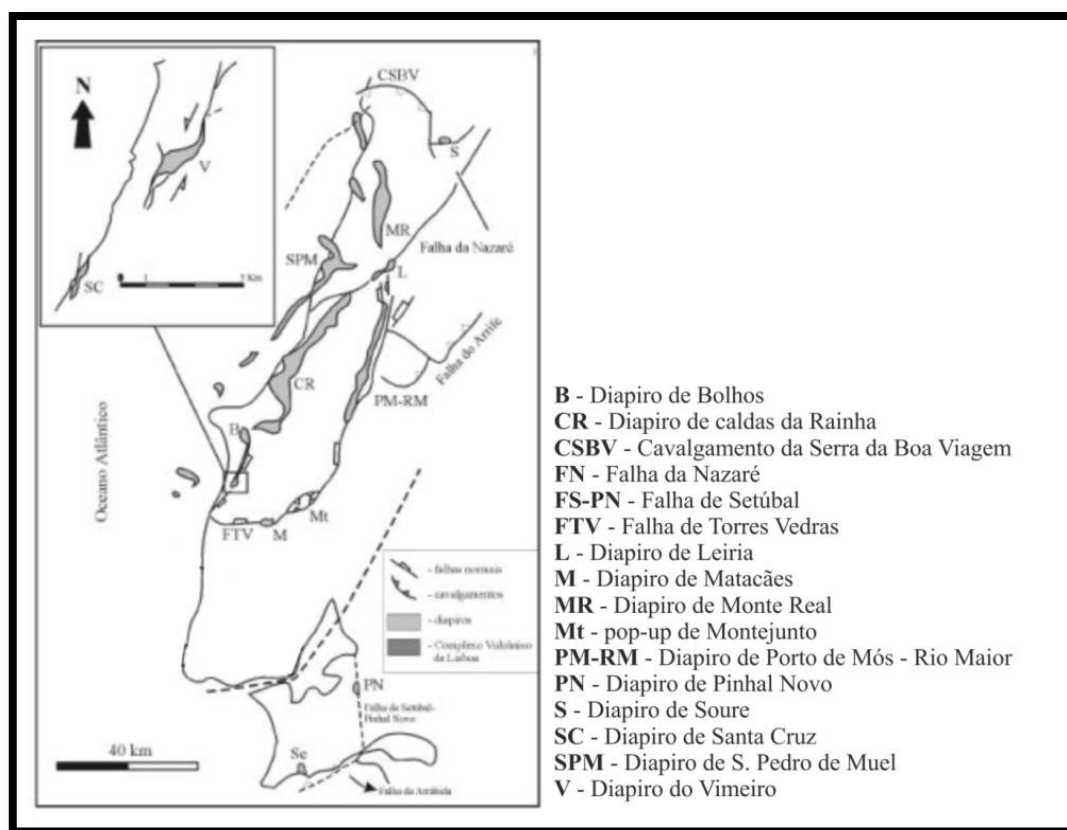 CSBV
N
S
V
MR
Falha da Nazaré
SPM
L
SC
1
5 Km
Falha do Arrife
CR
PM-RM
B
Oceano Atlântico
Mt
FTV
M
- falhas normais
- cavalgamentos
- diapiros
- Complexo Vulcânico
de Lisboa
PN
Falha de Setúbal-
Pinhal Novo
40 km
Se
Falha da Arrábida
B - Diapiro de Bolhos
CR - Diapiro de caldas da Rainha
CSBV - Cavalgamento da Serra da Boa Viagem
FN - Falha da Nazaré
FS-PN - Falha de Setúbal
FTV - Falha de Torres Vedras
L - Diapiro de Leiria
M - Diapiro de Matacães
MR - Diapiro de Monte Real
Mt - pop-up de Montejunto
PM-RM - Diapiro de Porto de Mós - Rio Maior
PN - Diapiro de Pinhal Novo
S - Diapiro de Soure
SC - Diapiro de Santa Cruz
SPM - Diapiro de S. Pedro de Muel
V - Diapiro do Vimeiro